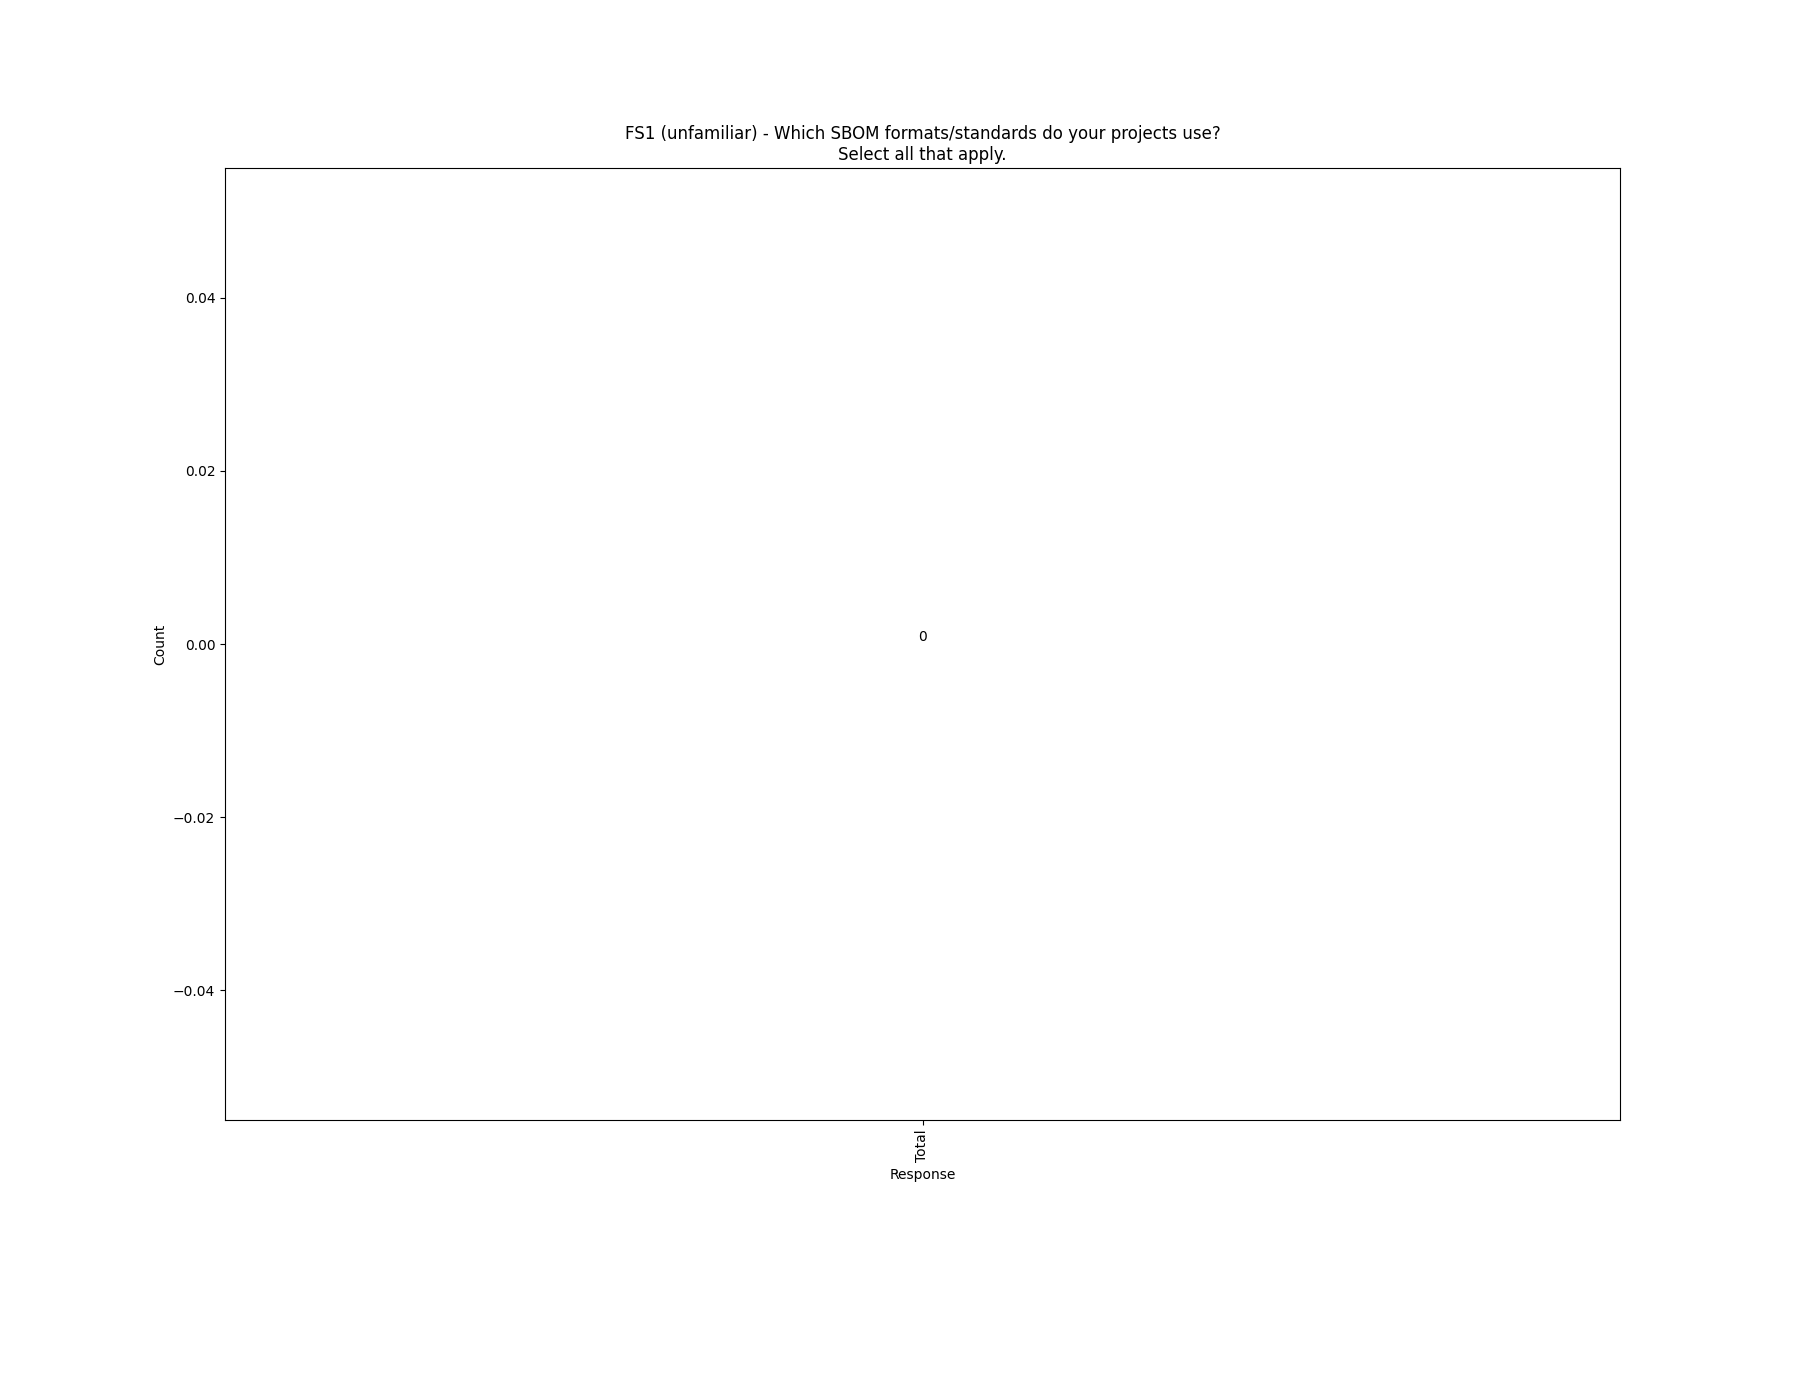 FS1 (unfamiliar) - Which SBOM formats/standards do your projects use?
Select all that apply.
0.04
0.02
0.00
−0.02
−0.04
Count
0
Total
Response